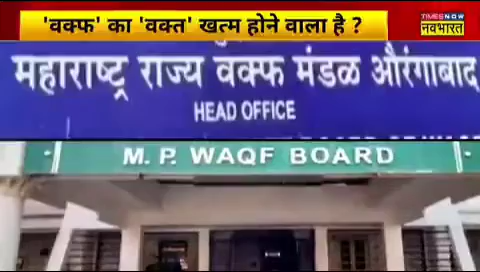 'वक्फ' का 'वक्त' खत्म होने वाला है ?
TIMES NOW
नवभारत
महाराष्ट्र राज्य वक्फ मंडळ औरंगाबाद
HEAD OFFICE
M. P. WAQF BOARD